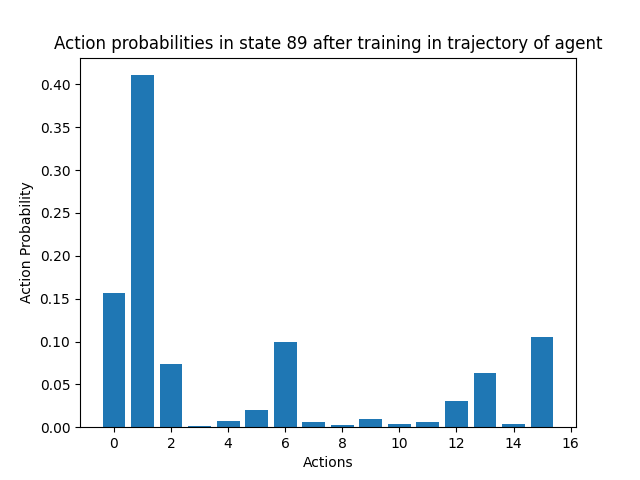 Action probabilities in state 89 after training in trajectory of agent
0.40
0.35
0.30
0.25
0.20
0.15
0.10
0.05
0.00
Action Probability
0 2 4 6 8 10 12 14 16
Actions